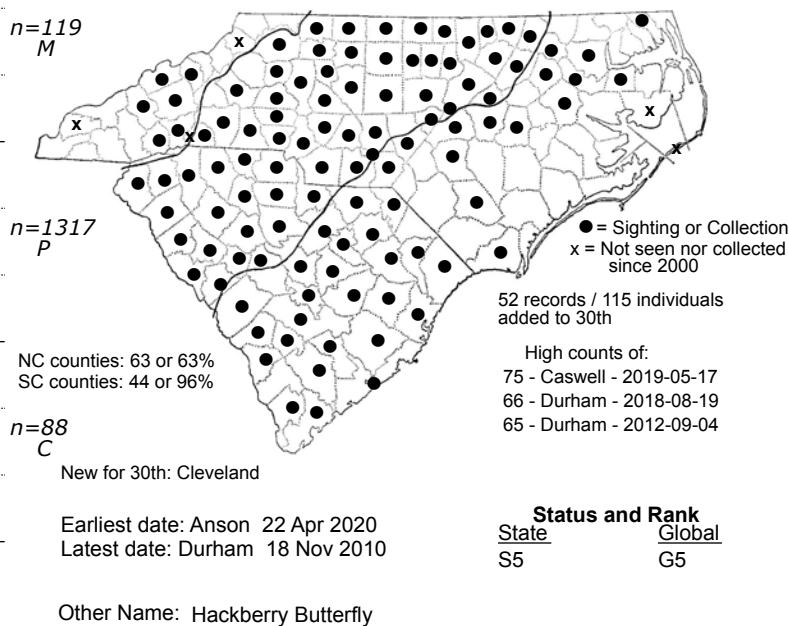 n=119
M
n=1317
P
n=88
C
x
x
x
x
x
● = Sighting or Collection
x = Not seen nor collected
since 2000
52 records / 115 individuals
added to 30th
High counts of:
75 - Caswell - 2019-05-17
66 - Durham - 2018-08-19
65 - Durham - 2012-09-04
NC counties: 63 or 63%
SC counties: 44 or 96%
New for 30th: Cleveland
Earliest date: Anson 22 Apr 2020
Latest date: Durham 18 Nov 2010
Status and Rank
State Global
S5 G5
Other Name: Hackberry Butterfly